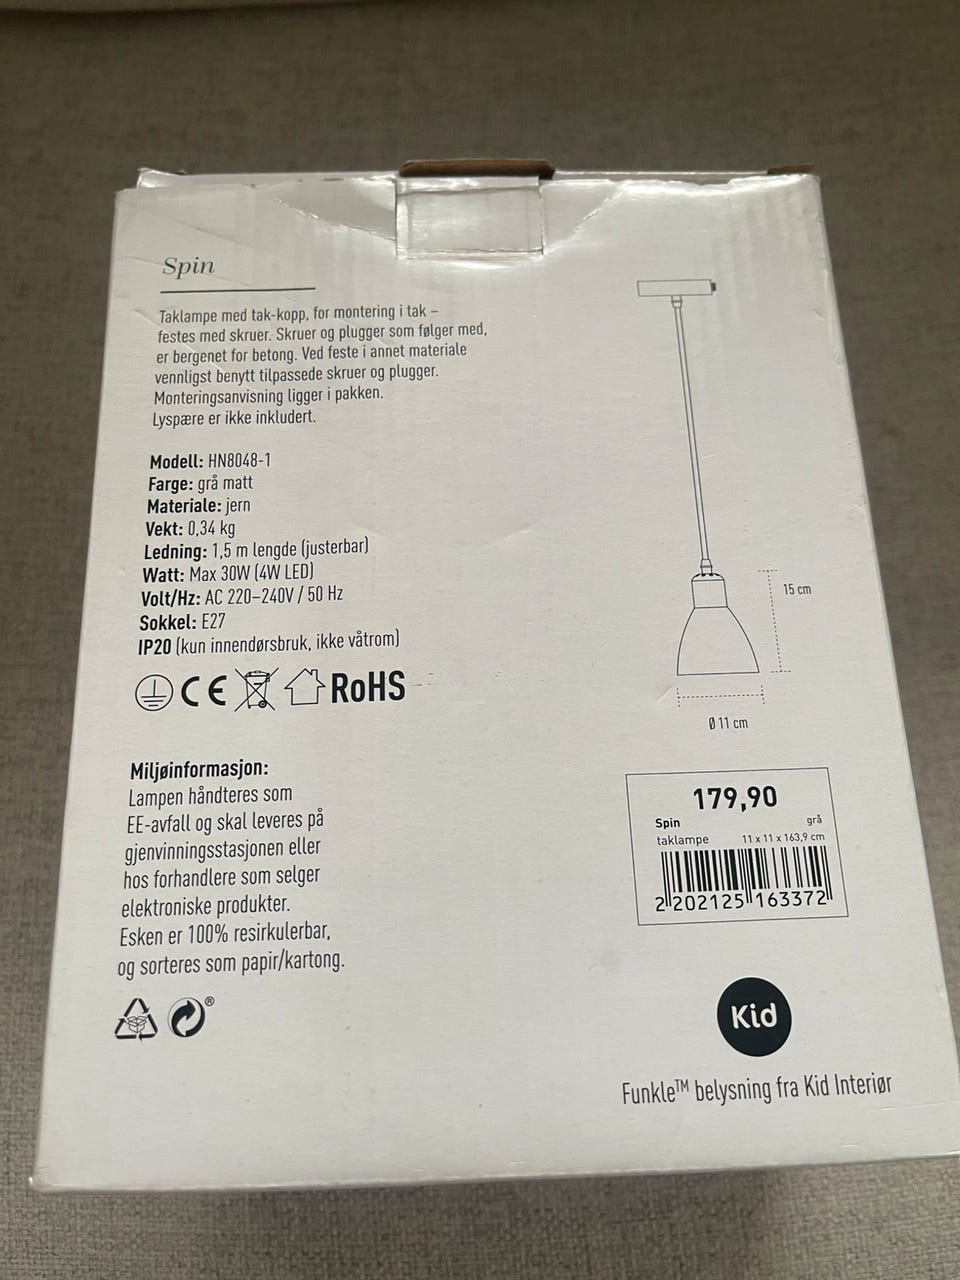 Spin
Taklampe med tak-kopp, for montering i tak –
festes med skruer. Skruer og plugger som følger med,
er bergenet for betong. Ved feste i annet materiale
vennligst benytt tilpassede skruer og plugger.
Monteringsanvisning ligger i pakken.
Lyspære er ikke inkludert.
Modell: HN8048-1
Farge: grå matt
Materiale: jern
Vekt: 0,34 kg
Ledning: 1,5 m lengde (justerbar)
Watt: Max 30W (4W LED)
Volt/Hz: AC 220–240V / 50 Hz
Sokkel: E27
IP20 (kun innendørsbruk, ikke våtrom)
CE RoHS
Miljøinformasjon:
Lampen håndteres som
EE-avfall og skal leveres på
gjenvinningsstasjonen eller
hos forhandlere som selger
elektroniske produkter.
Esken er 100% resirkulerbar,
og sorteres som papir/kartong.
®
15 cm
Ø 11 cm
179,90
Spin grå
taklampe 11 x 11 x 163,9 cm
2 202125 163372
Kid
Funkle™ belysning fra Kid Interiør